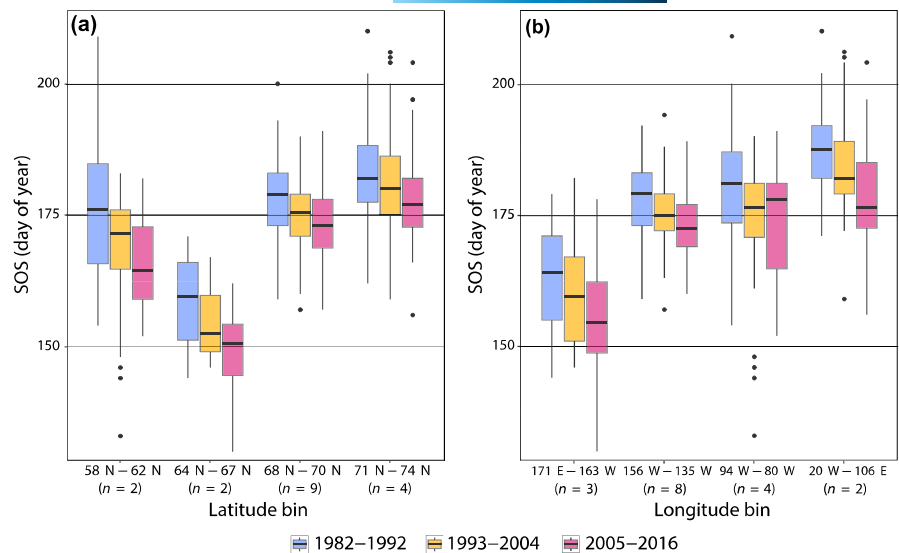 (a)
(b)
SOS (day of year)
200
175
150
58 N−62 N
64 N−67 N
68 N−70 N
71 N−74 N
(n = 2)
(n = 2)
(n = 9)
(n = 4)
Latitude bin
SOS (day of year)
200
175
150
171 E−163 W
156 W−135 W
94 W−80 W
20 W−106 E
(n = 3)
(n = 8)
(n = 4)
(n = 2)
Longitude bin
1982−1992
1993−2004
2005−2016